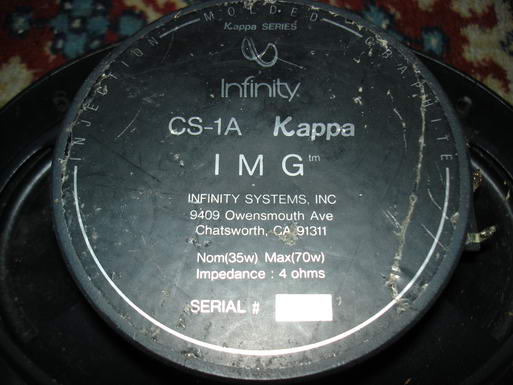 INJECTION MOLDED GRAPHITE
Kappa SERIES
Infinity
CS-1A Kappa
IMG tm
INFINITY SYSTEMS, INC
9409 Owensmouth Ave
Chatsworth, CA 91311
Nom(35w) Max(70w)
Impedance : 4 ohms
SERIAL #